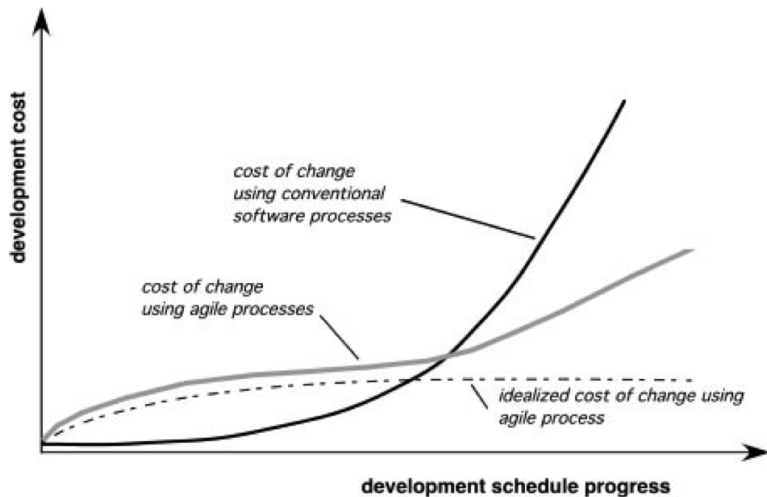 development cost
cost of change
using conventional
software processes
cost of change
using agile processes
idealized cost of change using
agile process
development schedule progress